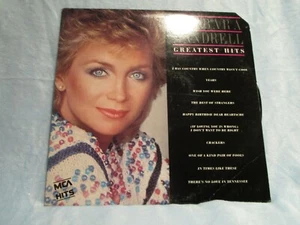 BARBARA
MANDRELL
GREATEST HITS
I WAS COUNTRY WHEN COUNTRY WASN'T COOL
YEARS
WISH YOU WERE HERE
THE BEST OF STRANGERS
HAPPY BIRTHDAY DEAR HEARTACHE
(IF LOVING YOU IS WRONG)
I DON'T WANT TO BE RIGHT
CRACKERS
ONE OF A KIND PAIR OF FOOLS
IN TIMES LIKE THESE
THERE'S NO LOVE IN TENNESSEE
MCA
HITS